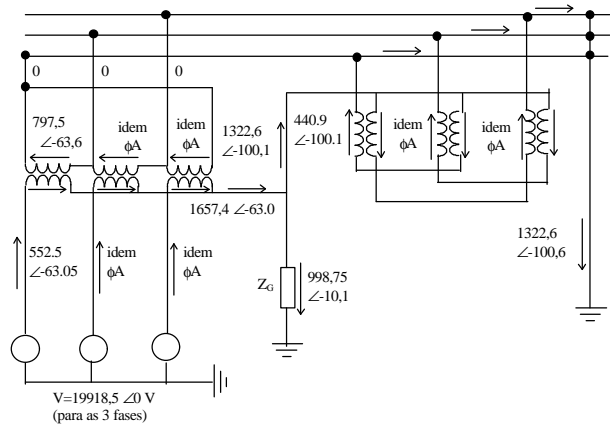 0
0
0
797,5
∠-63,6
idem
ϕA
idem
ϕA
1322,6
∠-100,1
440.9
∠-100.1
idem
ϕA
idem
ϕA
1657,4 ∠-63.0
552.5
∠-63.05
idem
ϕA
idem
ϕA
Z_G
998,75
∠-10,1
1322,6
∠-100,6
V=19918,5 ∠0 V
(para as 3 fases)